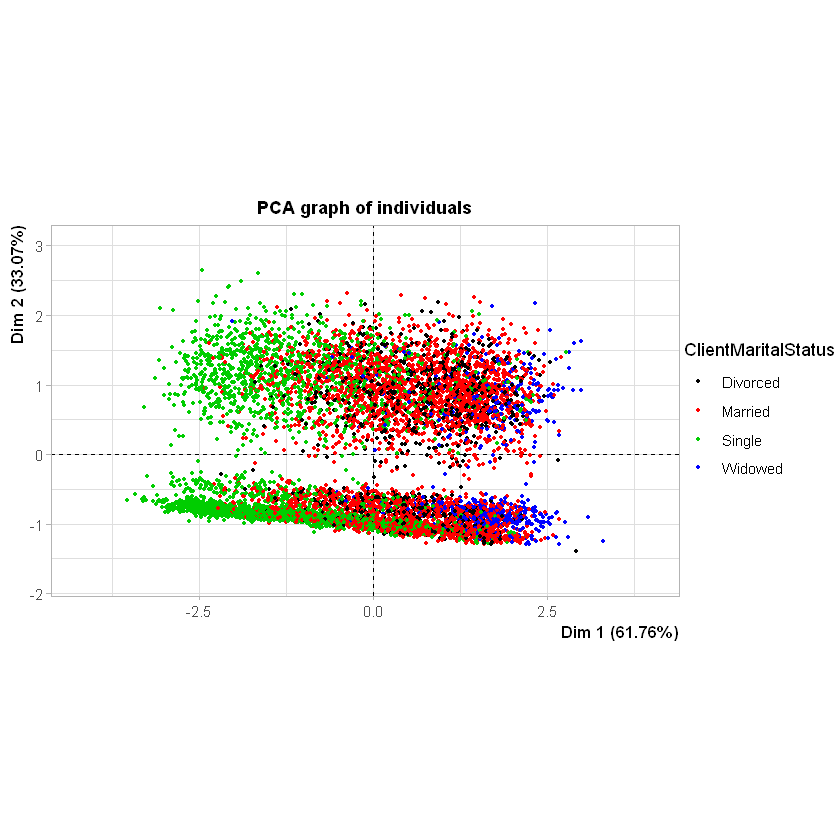 PCA graph of individuals
Dim 2 (33.07%)
3
2
1
0
-1
-2
-2.5
0.0
2.5
Dim 1 (61.76%)
ClientMaritalStatus
Divorced
Married
Single
Widowed